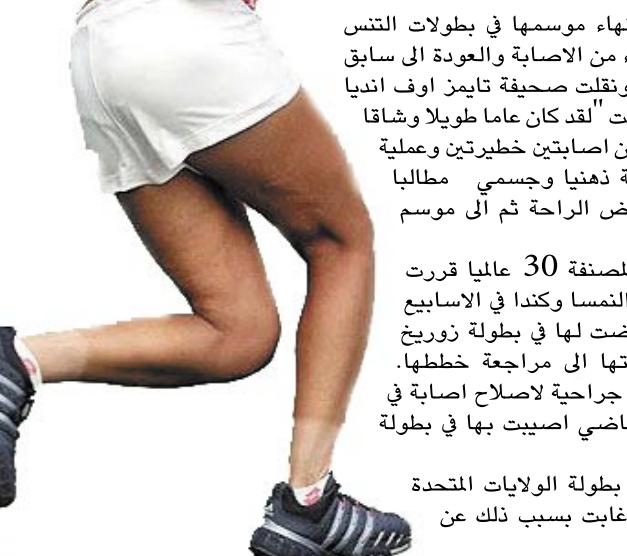 نهاء موسمها في بطولات التنس
ء من الاصابة والعودة الى سابق
ونقلت صحيفة تايمز اوف انديا
ت "لقد كان عاما طويلا وشاقا
ن اصابتين خطيرتين وعملية
ة ذهنيا وجسمي مطالبا
ض الراحة ثم الى موسم
لمصنفة 30 عالميا قررت
النمسا وكندا في الاسابيع
ضت لها في بطولة زوريخ
تها الى مراجعة خططها.
جراحية لاصلاح اصابة في
اضي اصيبت بها في بطولة
بطولة الولايات المتحدة
غابت بسبب ذلك عن